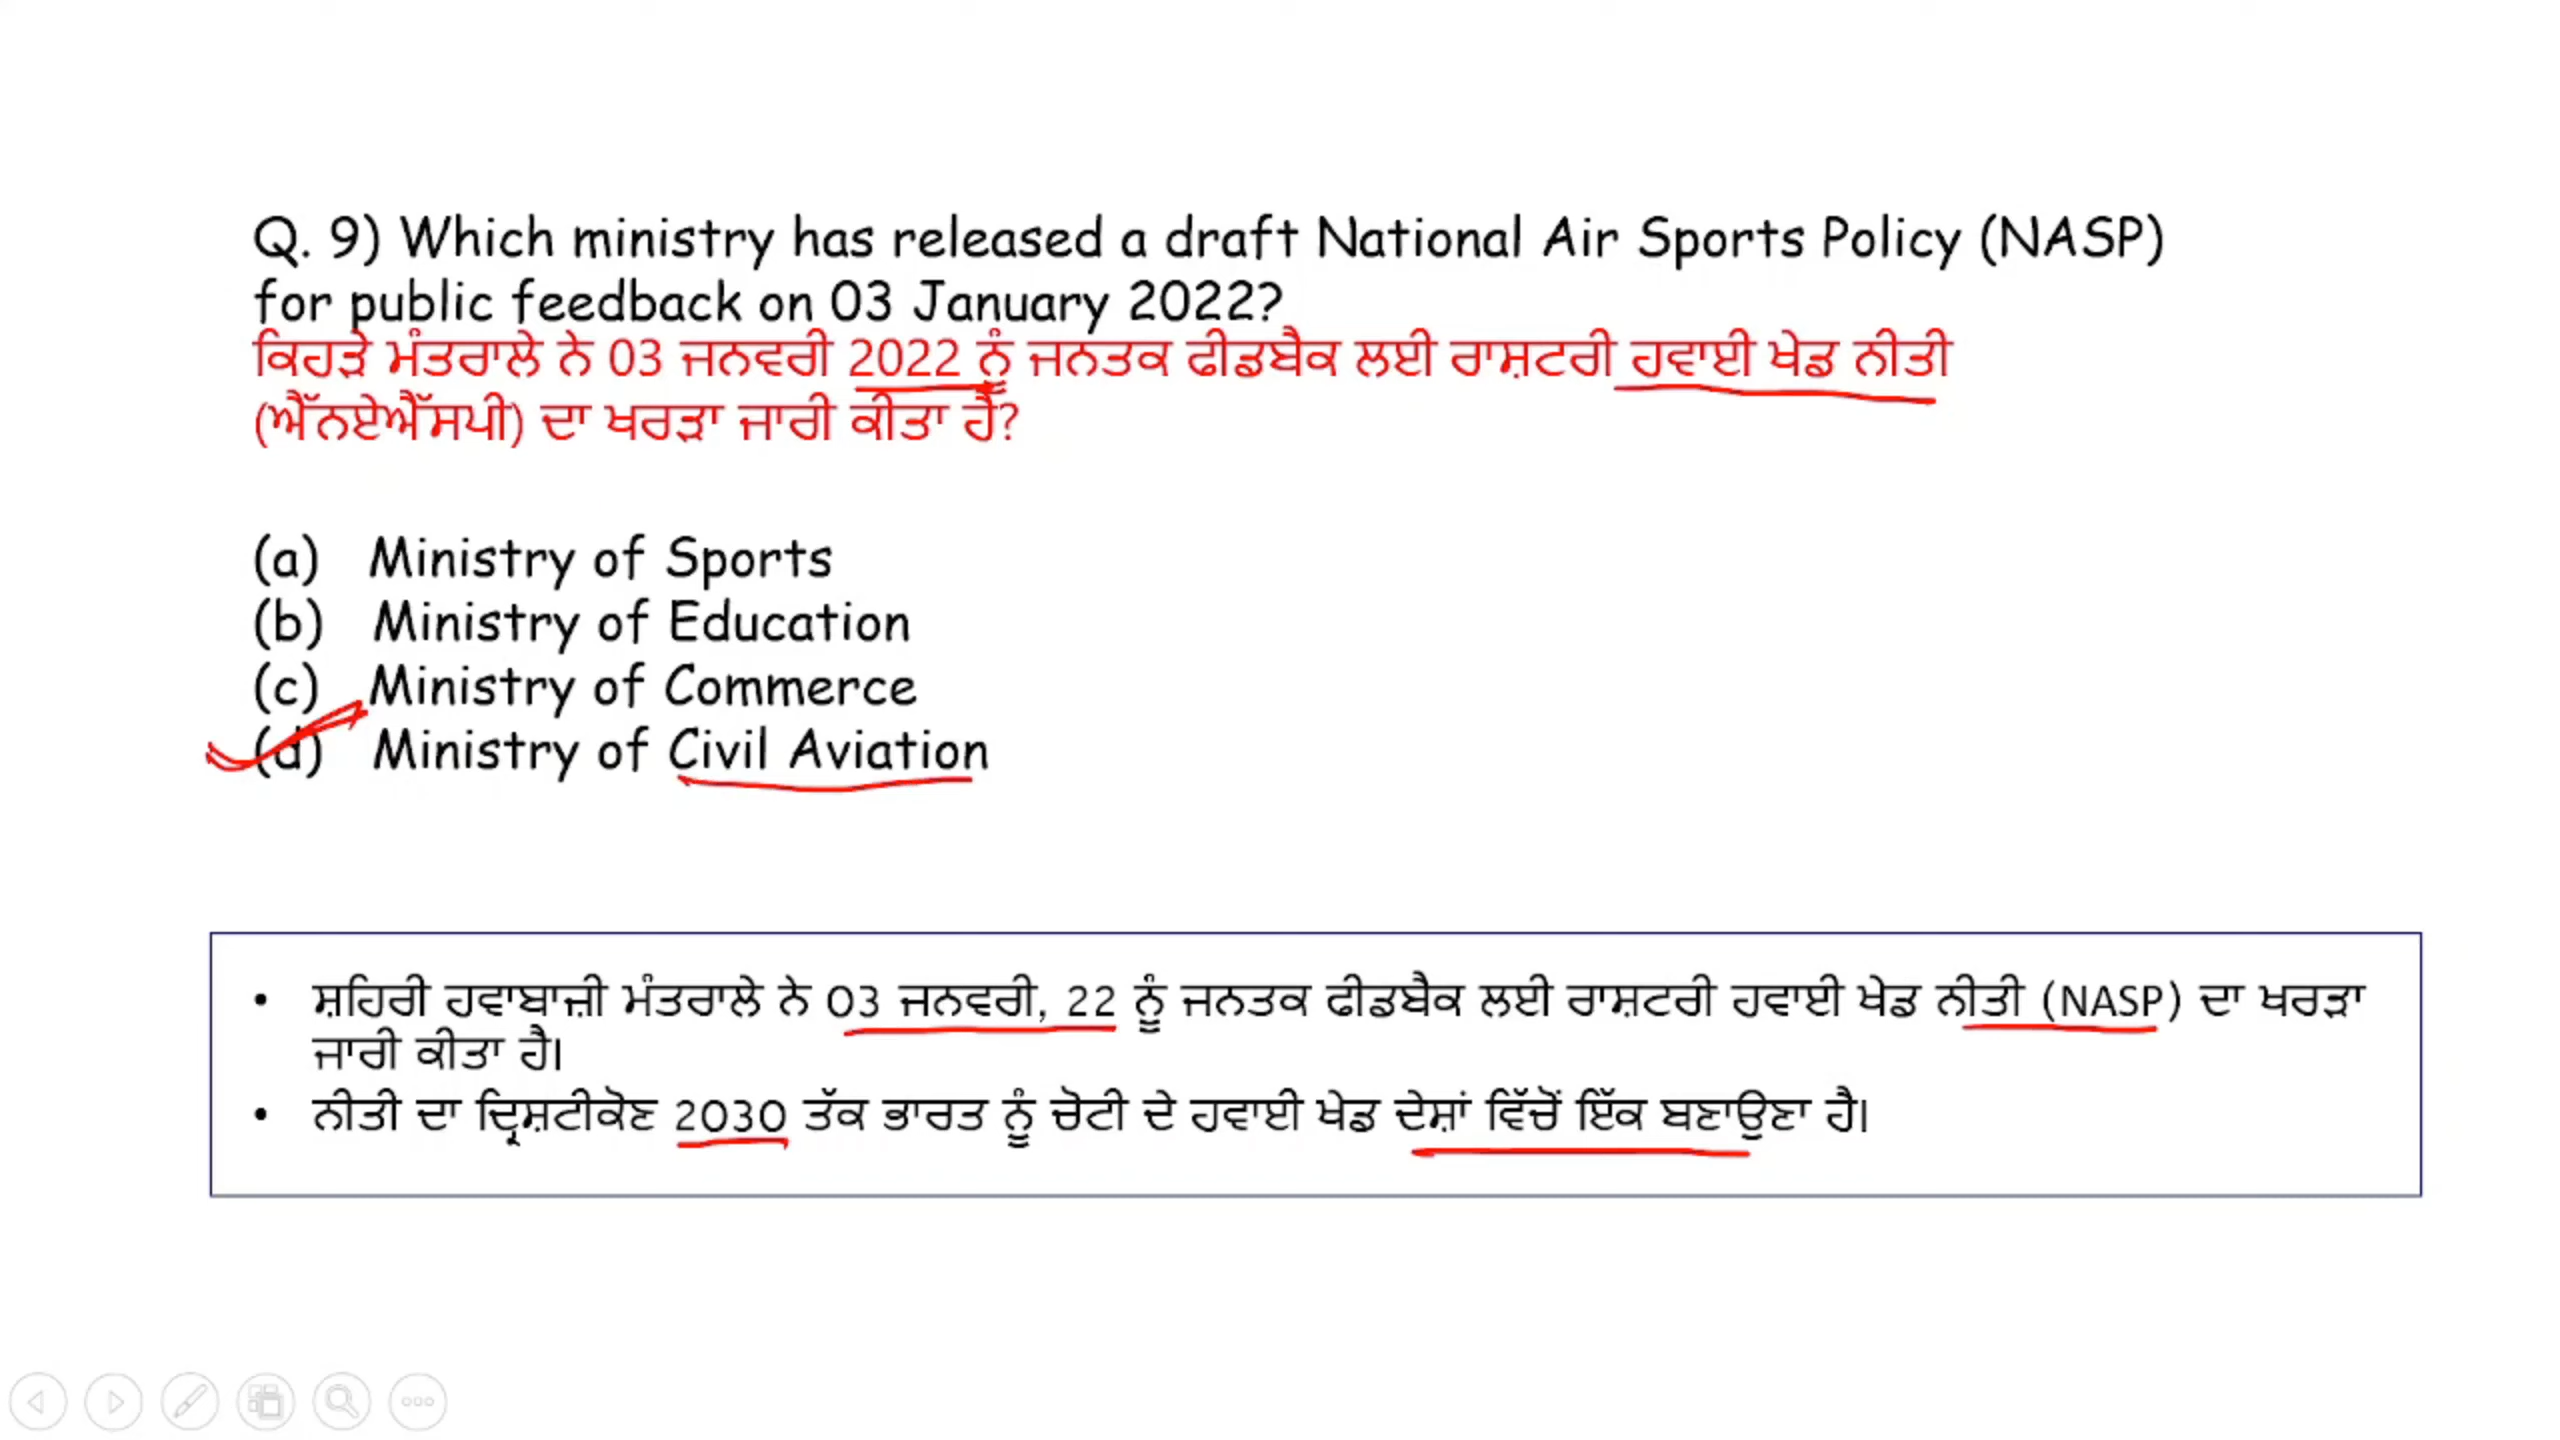 Q. 9) Which ministry has released a draft National Air Sports Policy (NASP)
for public feedback on 03 January 2022?
ਕਿਹੜੇ ਮੰਤਰਾਲੇ ਨੇ 03 ਜਨਵਰੀ 2022 ਨੂੰ ਜਨਤਕ ਫੀਡਬੈਕ ਲਈ ਰਾਸ਼ਟਰੀ ਹਵਾਈ ਖੇਡ ਨੀਤੀ
(ਐੱਨਏਐੱਸਪੀ) ਦਾ ਖਰੜਾ ਜਾਰੀ ਕੀਤਾ ਹੈ?
(a) Ministry of Sports
(b) Ministry of Education
(c) Ministry of Commerce
(d) Ministry of Civil Aviation
• ਸ਼ਹਿਰੀ ਹਵਾਬਾਜ਼ੀ ਮੰਤਰਾਲੇ ਨੇ 03 ਜਨਵਰੀ, 22 ਨੂੰ ਜਨਤਕ ਫੀਡਬੈਕ ਲਈ ਰਾਸ਼ਟਰੀ ਹਵਾਈ ਖੇਡ ਨੀਤੀ (NASP) ਦਾ ਖਰੜਾ
ਜਾਰੀ ਕੀਤਾ ਹੈ।
• ਨੀਤੀ ਦਾ ਦ੍ਰਿਸ਼ਟੀਕੋਣ 2030 ਤੱਕ ਭਾਰਤ ਨੂੰ ਚੋਟੀ ਦੇ ਹਵਾਈ ਖੇਡ ਦੇਸ਼ਾਂ ਵਿੱਚੋਂ ਇੱਕ ਬਣਾਉਣਾ ਹੈ।